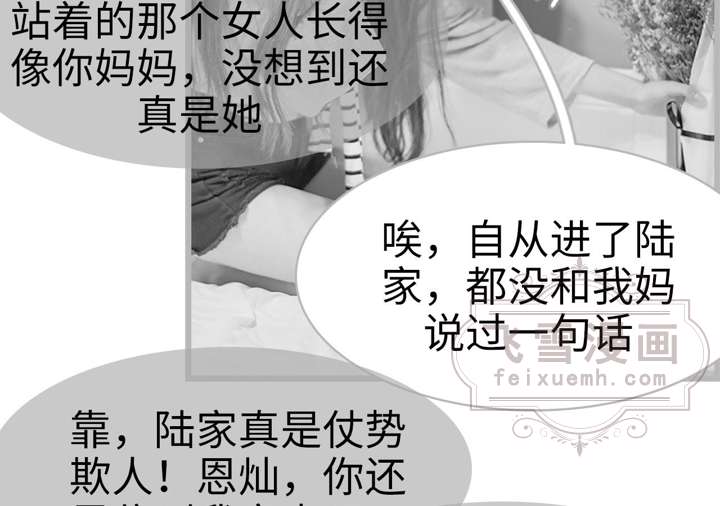 站着的那个女人长得
像你妈妈，没想到还
真是她
唉，自从进了陆
家，都没和我妈
说过一句话
飞雪漫画
feixuemh.com
靠，陆家真是仗势
欺人！恩灿，你还